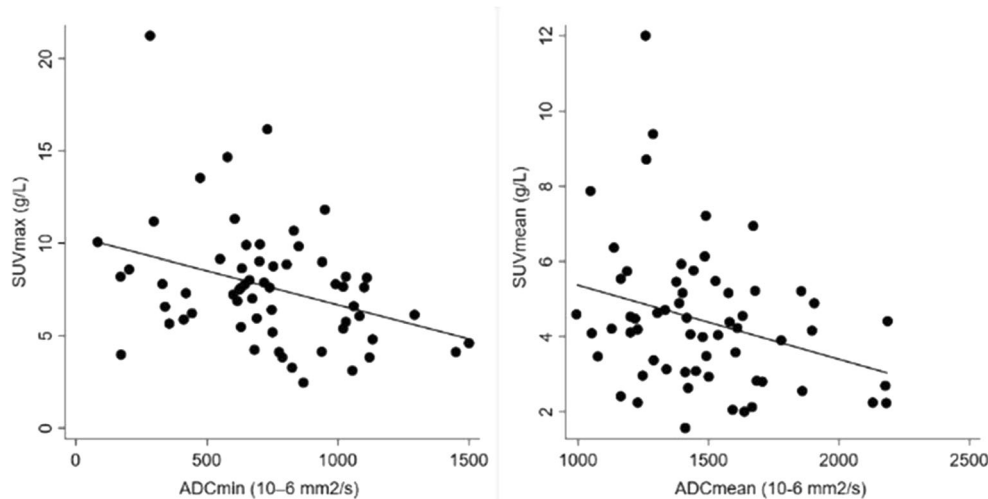 SUVmax (g/L)
20
15
10
5
0
0 500 1000 1500
ADCmin (10–6 mm2/s)
SUVmean (g/L)
12
10
8
6
4
2
1000 1500 2000 2500
ADCmean (10-6 mm2/s)